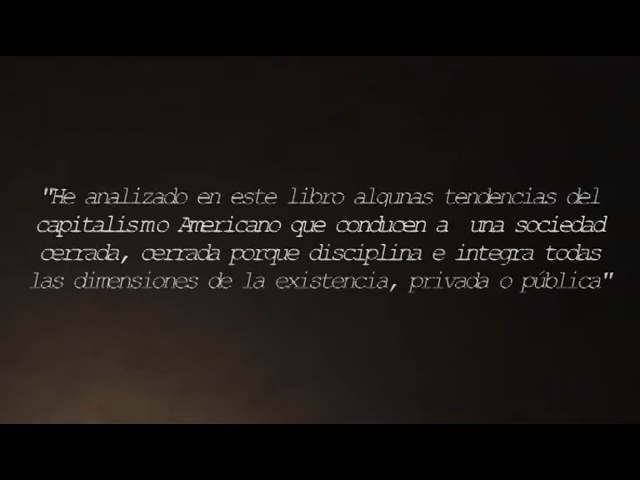 "He analizado en este libro algunas tendencias del
capitalismo Americano que conducen a una sociedad
cerrada, cerrada porque disciplina e integra todas
las dimensiones de la existencia, privada o pública"